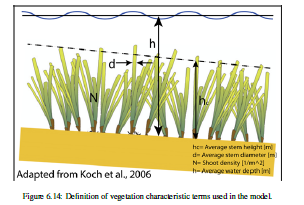 h
d
N
hc
hc= Average stem height [m]
d= Average stem diameter [m]
N= Shoot density [1/m^2]
h= Average water depth [m]
Adapted from Koch et al., 2006
Figure 6.14: Definition of vegetation characteristic terms used in the model.